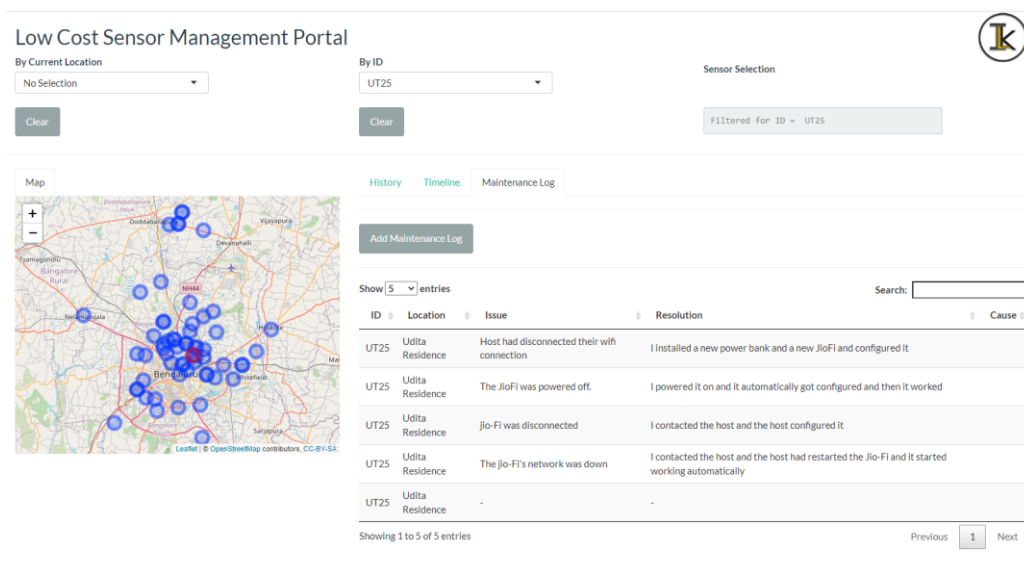 Low Cost Sensor Management Portal
By Current Location
No Selection
Clear
By ID
UT25
Clear
Sensor Selection
Filtered for ID = UT25
Map
+
−
Doddaballapura
taluk
Doddaball
Vijayapura
Devanahalli
Tyamagondlu
Bangalore
Rural
NH44
Nelamangala
Hoskote
Bengaluru
Whitefield
Bangalore
Sarjapura
Leaflet | © OpenStreetMap contributors, CC-BY-SA
History Timeline Maintenance Log
Add Maintenance Log
Show 5 entries
Search:
ID Location Issue Resolution Cause
UT25 Udita Residence Host had disconnected their wifi connection I installed a new power bank and a new JioFi and configured it
UT25 Udita Residence The JioFi was powered off. I powered it on and it automatically got configured and then it worked
UT25 Udita Residence jio-Fi was disconnected I contacted the host and the host configured it
UT25 Udita Residence The jio-Fi's network was down I contacted the host and the host had restarted the Jio-Fi and it started working automatically
UT25 Udita Residence - -
Showing 1 to 5 of 5 entries
Previous 1 Next